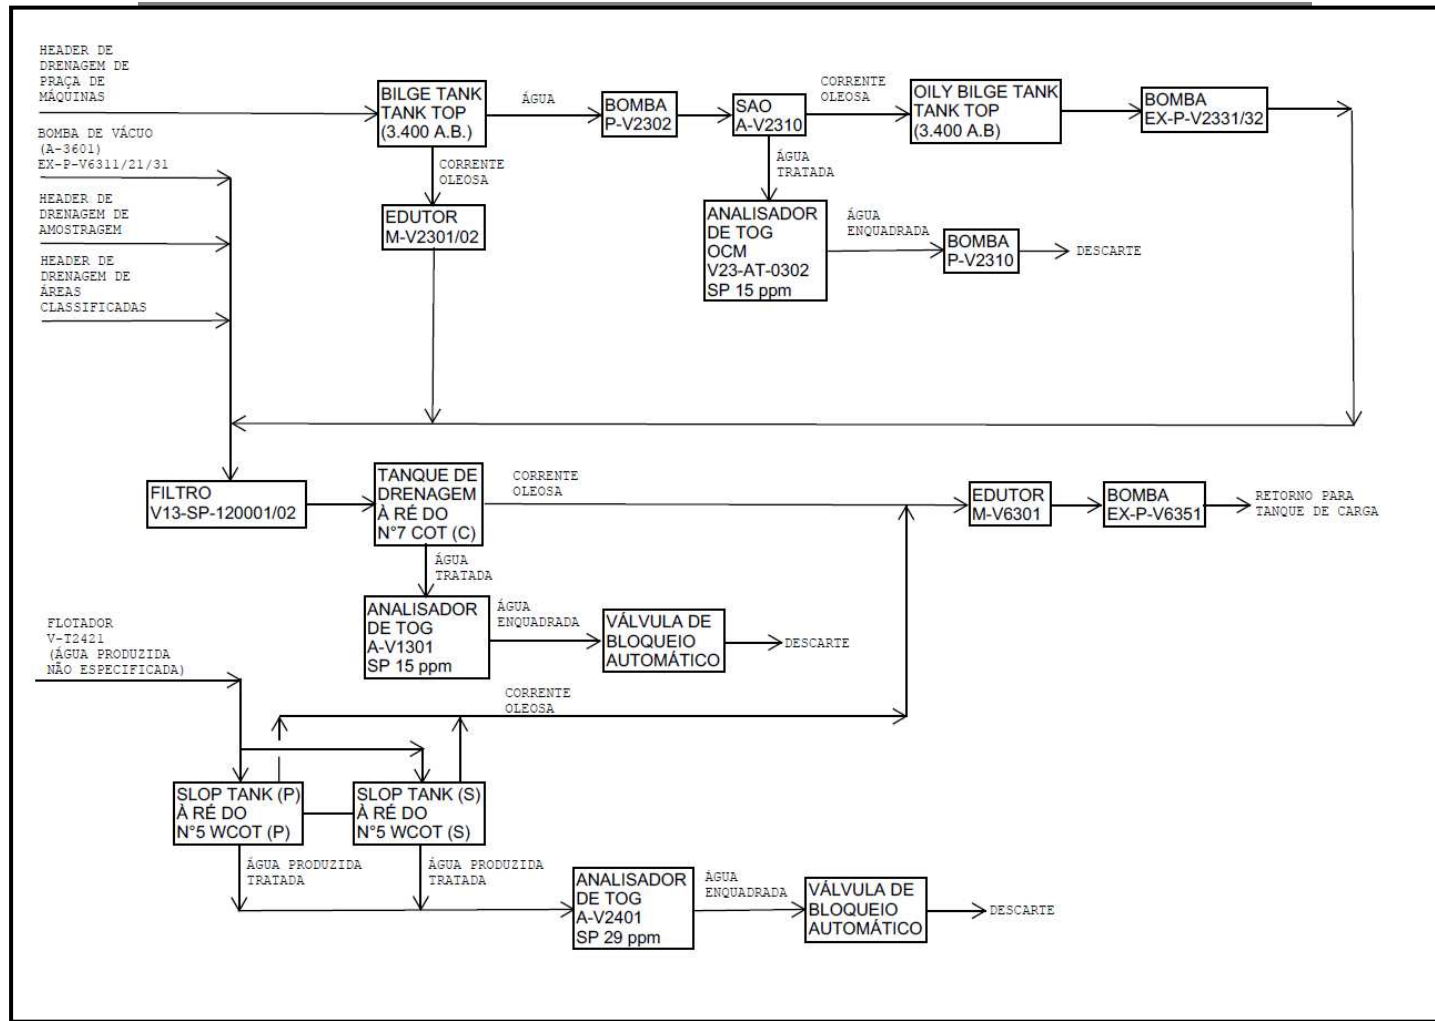 HEADER DE
DRENAGEM DE
PRAÇA DE
MÁQUINAS
BILGE TANK
TANK TOP
(3.400 A.B.)
ÁGUA
BOMBA
P-V2302
SAO
A-V2310
CORRENTE
OLEOSA
OILY BILGE TANK
TANK TOP
(3.400 A.B)
BOMBA
EX-P-V2331/32
BOMBA DE VÁCUO
(A-3601)
EX-P-V6311/21/31
CORRENTE
OLEOSA
ÁGUA
TRATADA
HEADER DE
DRENAGEM DE
AMOSTRAGEM
EDUTOR
M-V2301/02
ANALISADOR
DE TOG
OCM
V23-AT-0302
SP 15 ppm
ÁGUA
ENQUADRADA
BOMBA
P-V2310
DESCARTE
HEADER DE
DRENAGEM DE
ÁREAS
CLASSIFICADAS
FILTRO
V13-SP-120001/02
TANQUE DE
DRENAGEM
À RÉ DO
N°7 COT (C)
CORRENTE
OLEOSA
EDUTOR
M-V6301
BOMBA
EX-P-V6351
RETORNO PARA
TANQUE DE CARGA
ÁGUA
TRATADA
ANALISADOR
DE TOG
A-V1301
SP 15 ppm
ÁGUA
ENQUADRADA
VÁLVULA DE
BLOQUEIO
AUTOMÁTICO
DESCARTE
FLOTADOR
V-T2421
(ÁGUA PRODUZIDA
NÃO ESPECIFICADA)
CORRENTE
OLEOSA
SLOP TANK (P)
À RÉ DO
N°5 WCOT (P)
SLOP TANK (S)
À RÉ DO
N°5 WCOT (S)
ÁGUA PRODUZIDA
TRATADA
ÁGUA PRODUZIDA
TRATADA
ANALISADOR
DE TOG
A-V2401
SP 29 ppm
ÁGUA
ENQUADRADA
VÁLVULA DE
BLOQUEIO
AUTOMÁTICO
DESCARTE